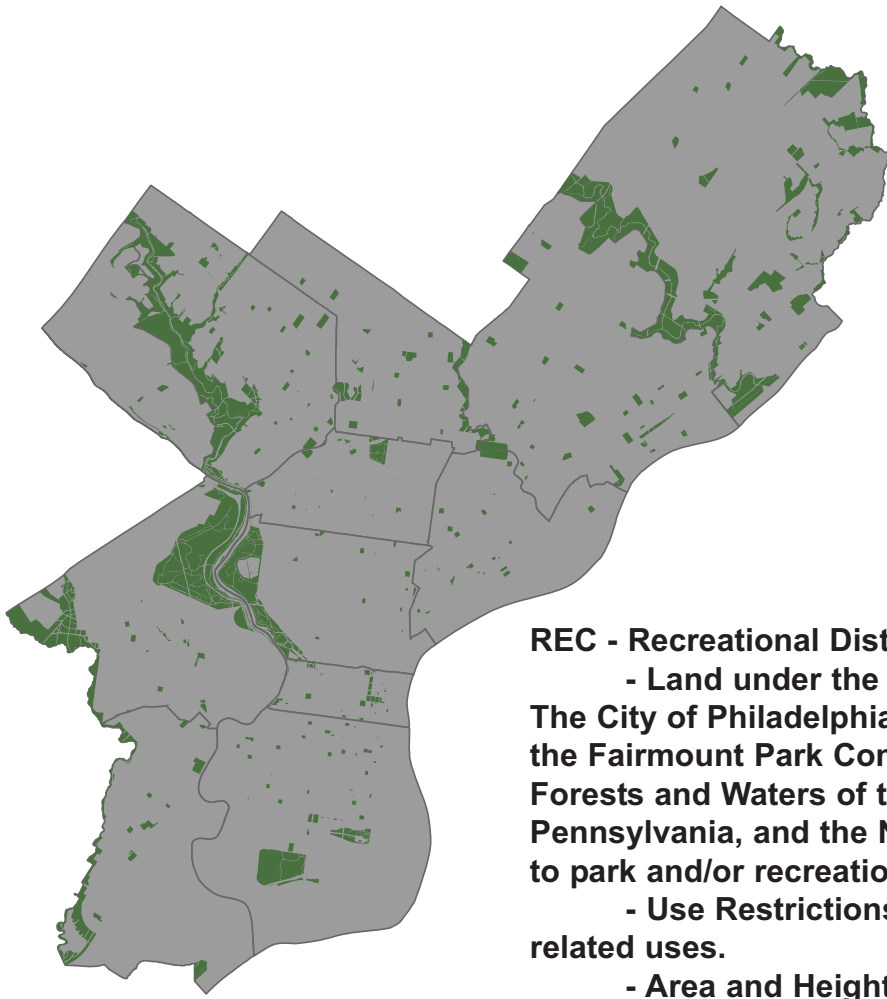 REC - Recreational Dist
- Land under the
The City of Philadelphia
the Fairmount Park Con
Forests and Waters of t
Pennsylvania, and the N
to park and/or recreatio
- Use Restrictions
related uses.
- Area and Height